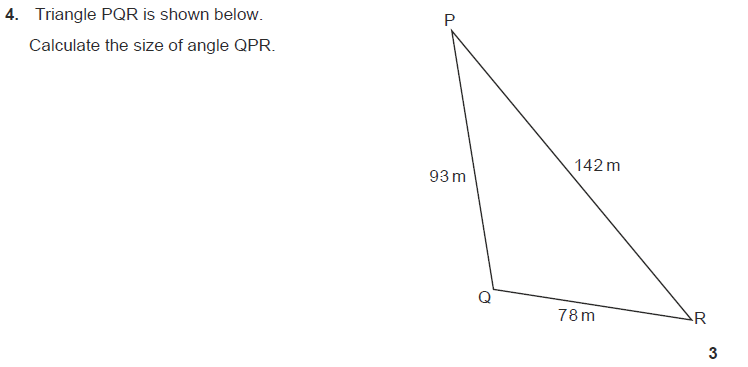 4. Triangle PQR is shown below.
Calculate the size of angle QPR.
P
142 m
93 m
Q
78 m
R
3